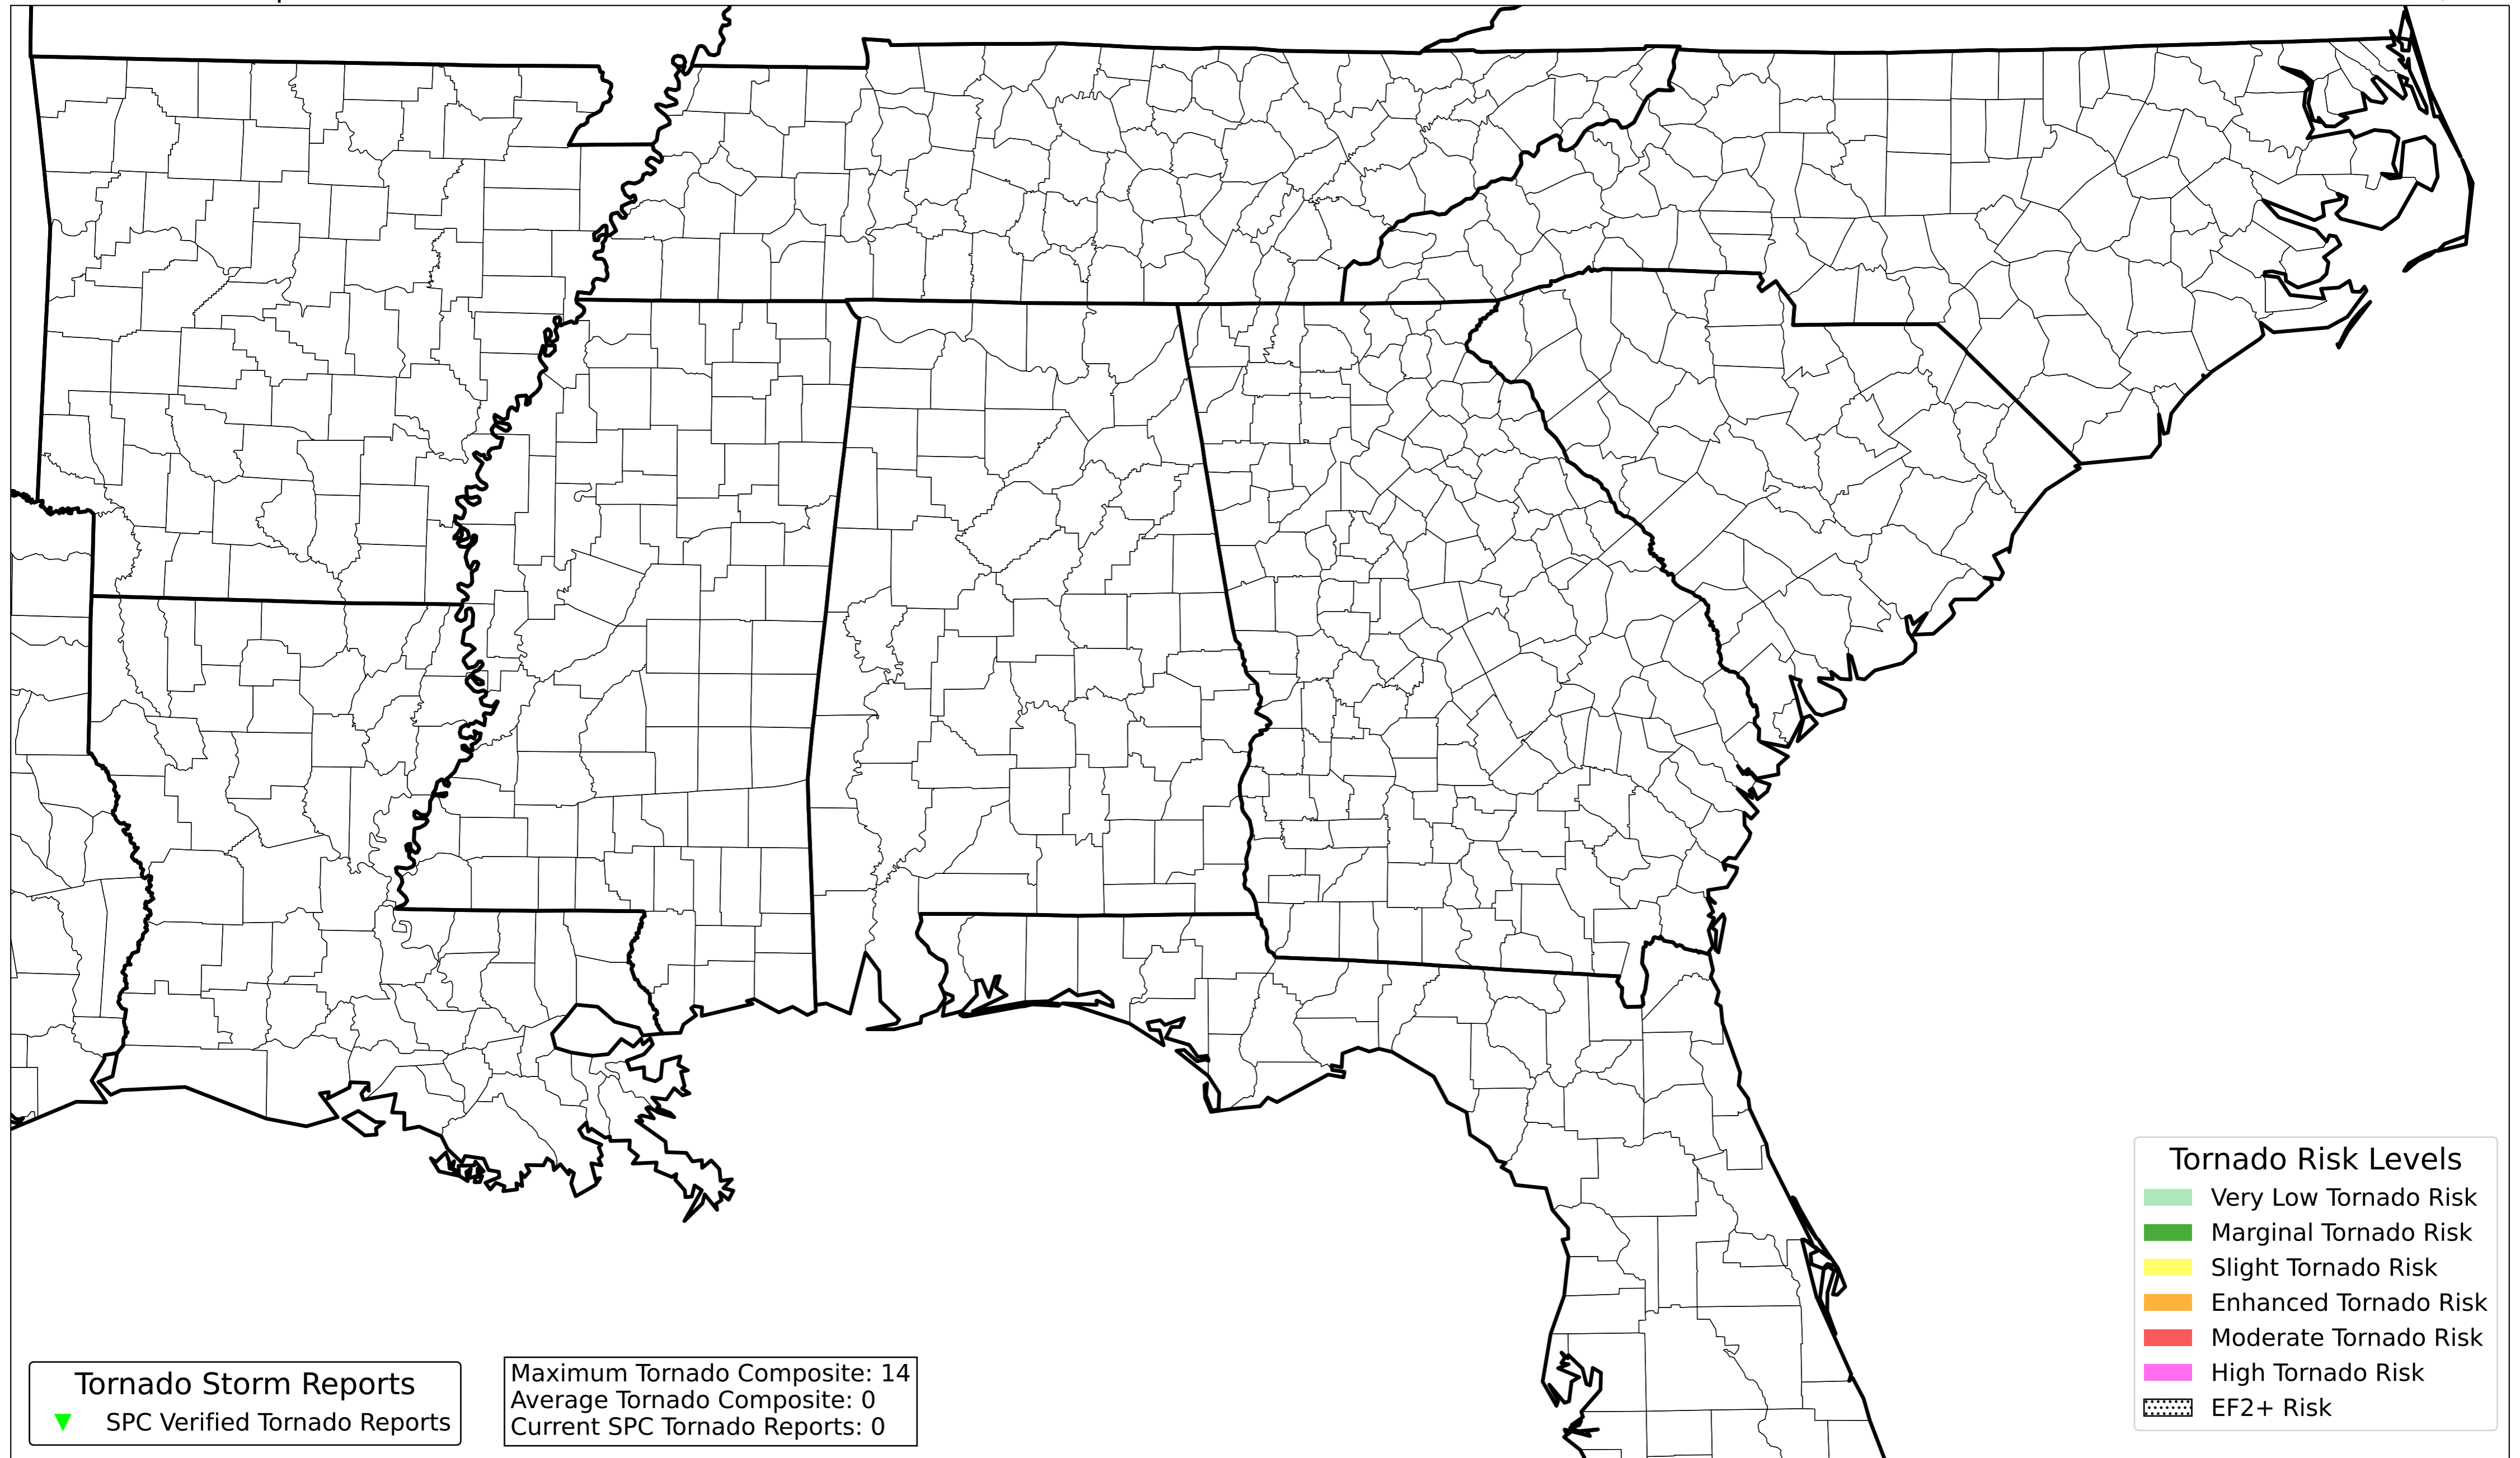 Tornado Risk Levels
Very Low Tornado Risk
Marginal Tornado Risk
Slight Tornado Risk
Enhanced Tornado Risk
Moderate Tornado Risk
High Tornado Risk
EF2+ Risk
Tornado Storm Reports
SPC Verified Tornado Reports
Maximum Tornado Composite: 14
Average Tornado Composite: 0
Current SPC Tornado Reports: 0